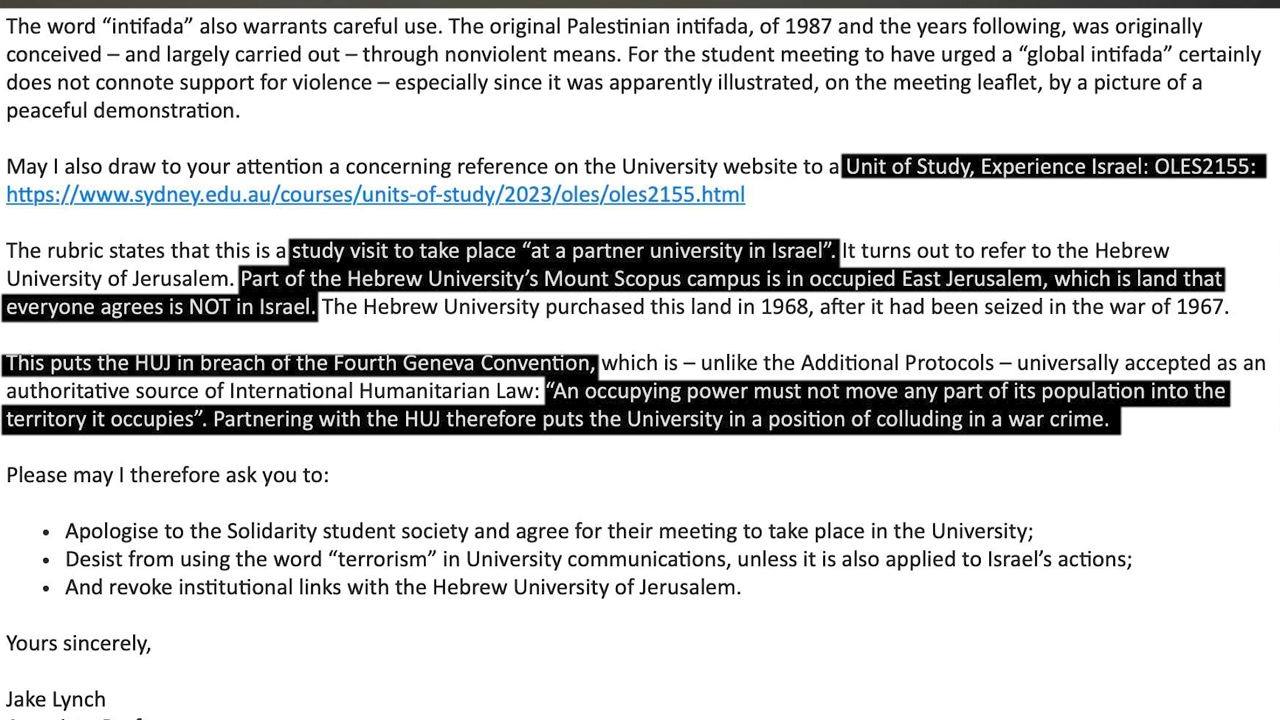 The word “intifada” also warrants careful use. The original Palestinian intifada, of 1987 and the years following, was originally
conceived – and largely carried out – through nonviolent means. For the student meeting to have urged a “global intifada” certainly
does not connote support for violence – especially since it was apparently illustrated, on the meeting leaflet, by a picture of a
peaceful demonstration.
May I also draw to your attention a concerning reference on the University website to a Unit of Study, Experience Israel: OLES2155:
https://www.sydney.edu.au/courses/units-of-study/2023/oles/oles2155.html
The rubric states that this is a study visit to take place “at a partner university in Israel”. It turns out to refer to the Hebrew
University of Jerusalem. Part of the Hebrew University’s Mount Scopus campus is in occupied East Jerusalem, which is land that
everyone agrees is NOT in Israel. The Hebrew University purchased this land in 1968, after it had been seized in the war of 1967.
This puts the HUJ in breach of the Fourth Geneva Convention, which is – unlike the Additional Protocols – universally accepted as an
authoritative source of International Humanitarian Law: “An occupying power must not move any part of its population into the
territory it occupies”. Partnering with the HUJ therefore puts the University in a position of colluding in a war crime.
Please may I therefore ask you to:
• Apologise to the Solidarity student society and agree for their meeting to take place in the University;
• Desist from using the word “terrorism” in University communications, unless it is also applied to Israel’s actions;
• And revoke institutional links with the Hebrew University of Jerusalem.
Yours sincerely,
Jake Lynch